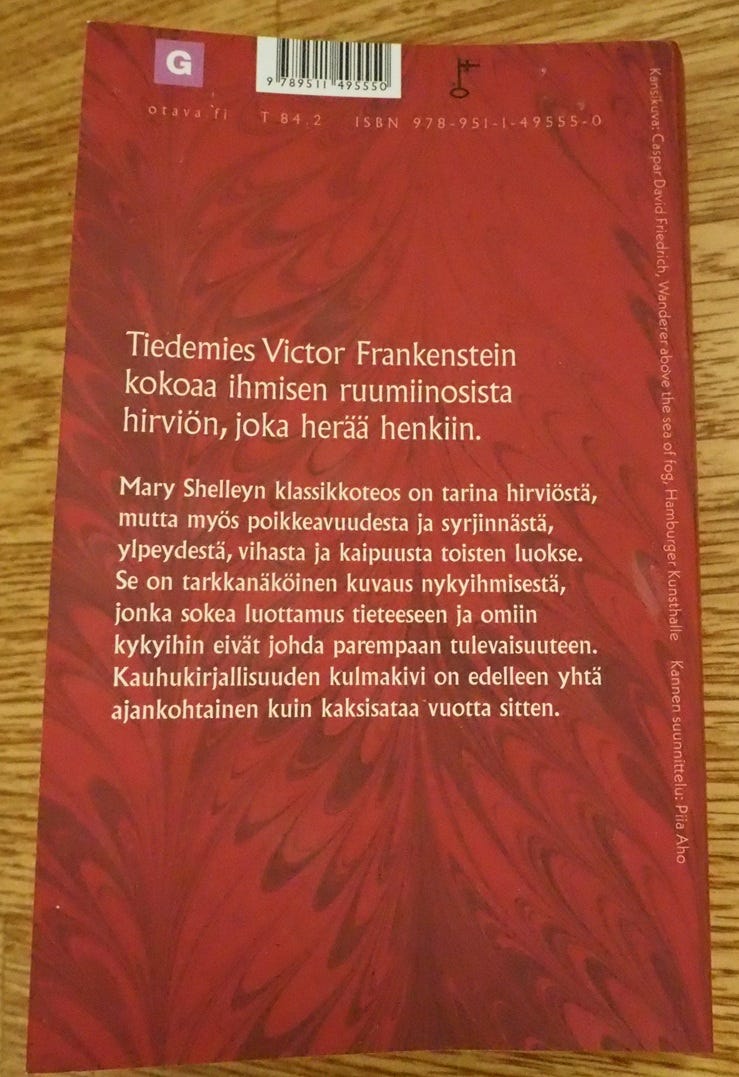 G
9 789511 495550
otava.fi T 84.2 ISBN 978-951-1-49555-0
Tiedemies Victor Frankenstein
kokoaa ihmisen ruumiinosista
hirviön, joka herää henkiin.
Mary Shelleyn klassikkoteos on tarina hirviöstä,
mutta myös poikkeavuudesta ja syrjinnästä,
ylpeydestä, vihasta ja kaipuusta toisten luokse.
Se on tarkkanäköinen kuvaus nykyihmisestä,
jonka sokea luottamus tieteeseen ja omiin
kykyihin eivät johda parempaan tulevaisuuteen.
Kauhukirjallisuuden kulmakivi on edelleen yhtä
ajankohtainen kuin kaksisataa vuotta sitten.
Kansikuva: Caspar David Friedrich, Wanderer above the sea of fog, Hamburger Kunsthalle Kannen suunnittelu: Piia Aho